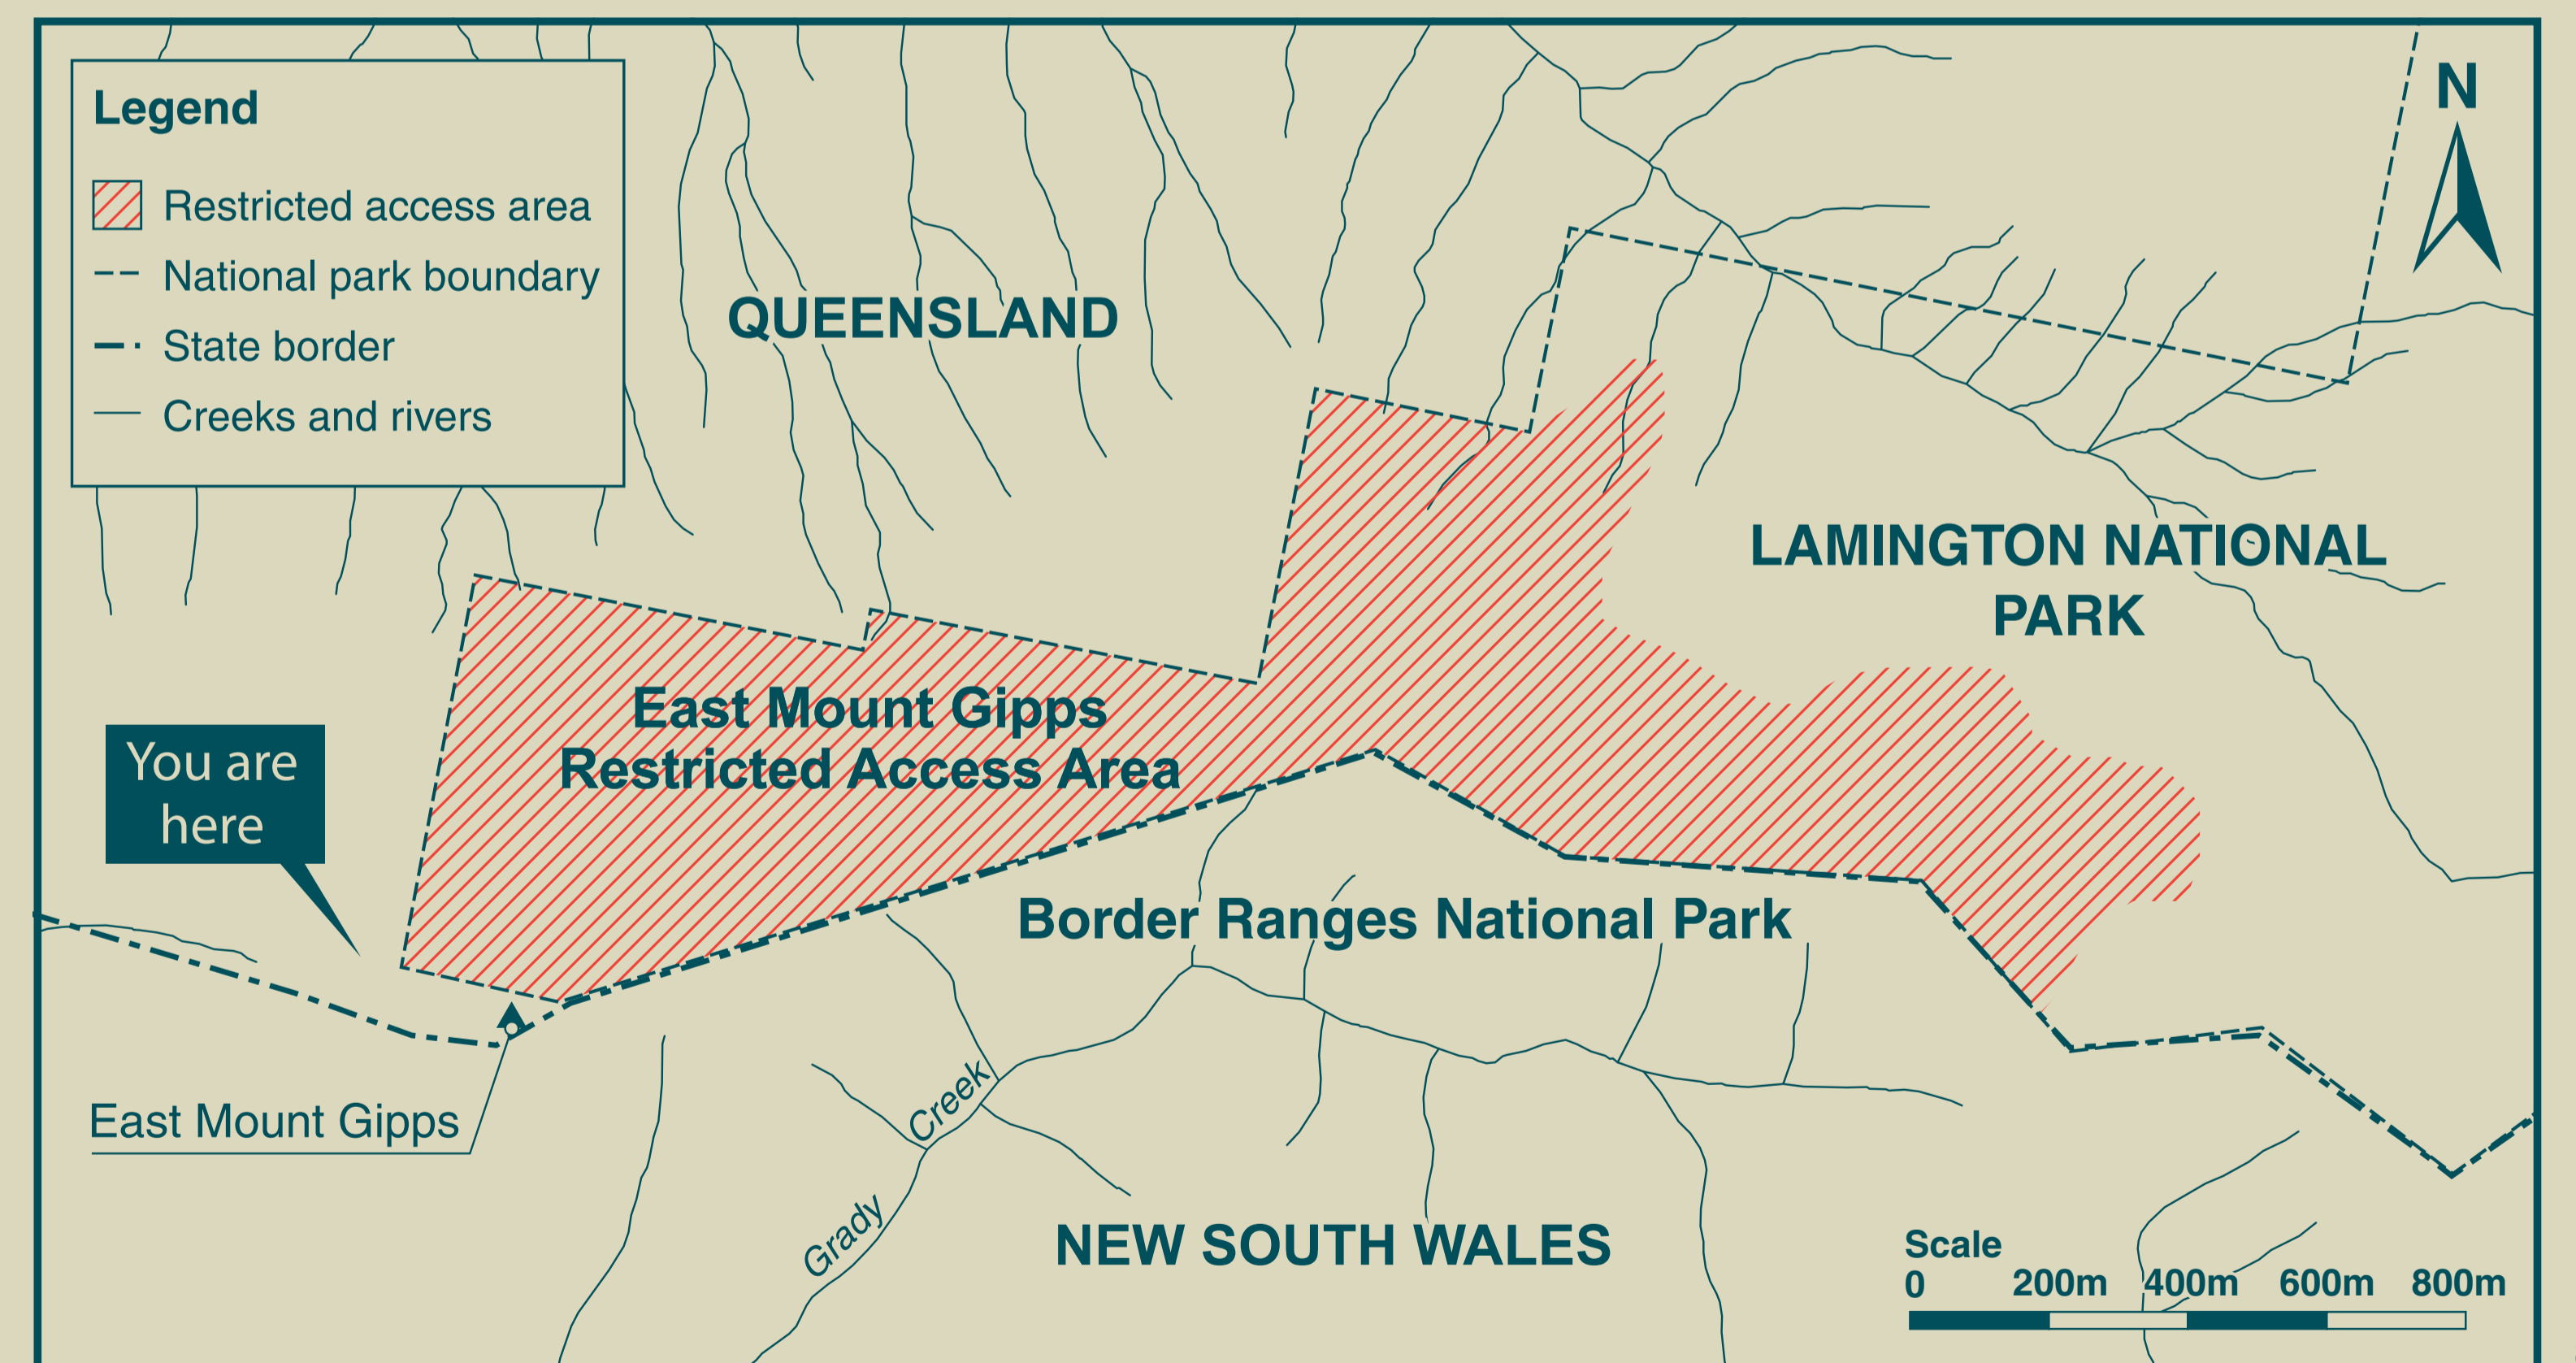 Legend
Restricted access area
National park boundary
State border
Creeks and rivers
N
QUEENSLAND
LAMINGTON NATIONAL
PARK
East Mount Gipps
Restricted Access Area
You are
here
Border Ranges National Park
East Mount Gipps
Grady Creek
NEW SOUTH WALES
Scale
0 200m 400m 600m 800m